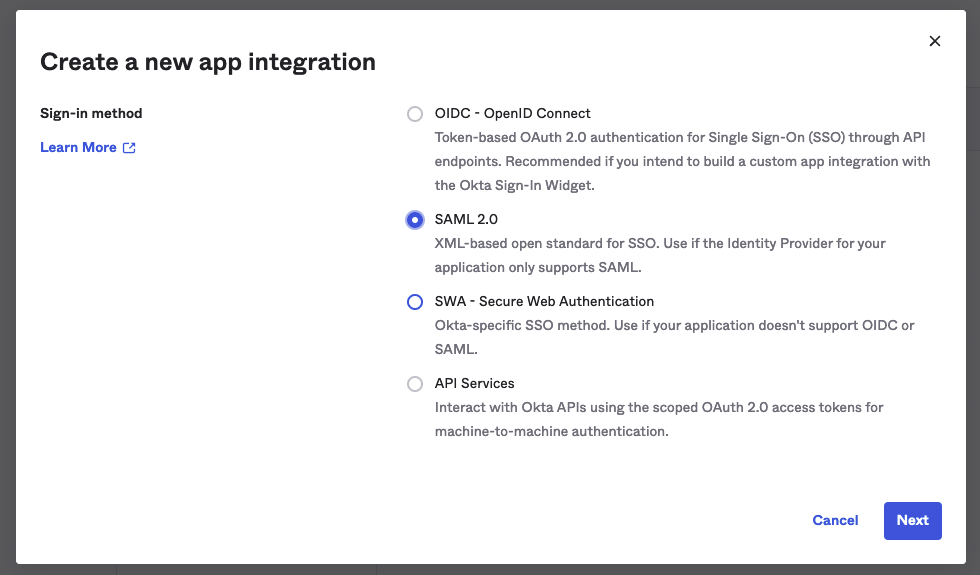 Create a new app integration
Sign-in method
Learn More
OIDC - OpenID Connect
Token-based OAuth 2.0 authentication for Single Sign-On (SSO) through API
endpoints. Recommended if you intend to build a custom app integration with
the Okta Sign-In Widget.
SAML 2.0
XML-based open standard for SSO. Use if the Identity Provider for your
application only supports SAML.
SWA - Secure Web Authentication
Okta-specific SSO method. Use if your application doesn't support OIDC or
SAML.
API Services
Interact with Okta APIs using the scoped OAuth 2.0 access tokens for
machine-to-machine authentication.
Cancel
Next